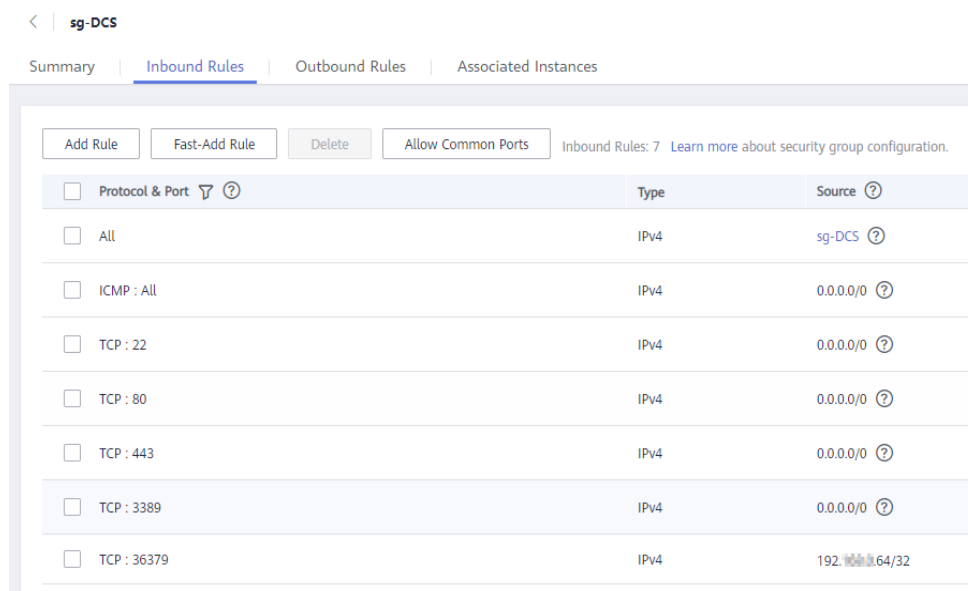 sg-DCS
Summary Inbound Rules Outbound Rules Associated Instances
Add Rule Fast-Add Rule Delete Allow Common Ports Inbound Rules: 7 Learn more about security group configuration.
Protocol & Port Type Source
All IPv4 sg-DCS
ICMP : All IPv4 0.0.0.0/0
TCP : 22 IPv4 0.0.0.0/0
TCP : 80 IPv4 0.0.0.0/0
TCP : 443 IPv4 0.0.0.0/0
TCP : 3389 IPv4 0.0.0.0/0
TCP : 36379 IPv4 192. .64/32